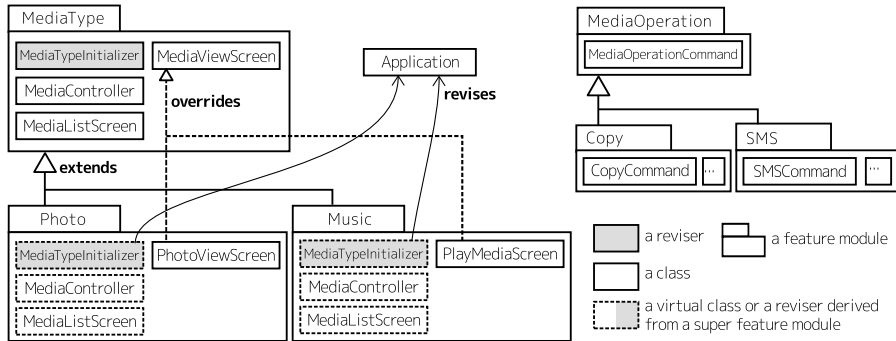 MediaType
MediaTypeInitializer
MediaViewScreen
MediaController
MediaListScreen
overrides
Application
revises
extends
Photo
MediaTypeInitializer
PhotoViewScreen
MediaController
MediaListScreen
Music
MediaTypeInitializer
PlayMediaScreen
MediaController
MediaListScreen
MediaOperation
MediaOperationCommand
Copy
CopyCommand
...
SMS
SMSCommand
...
a reviser
a feature module
a class
a virtual class or a reviser derived
from a super feature module